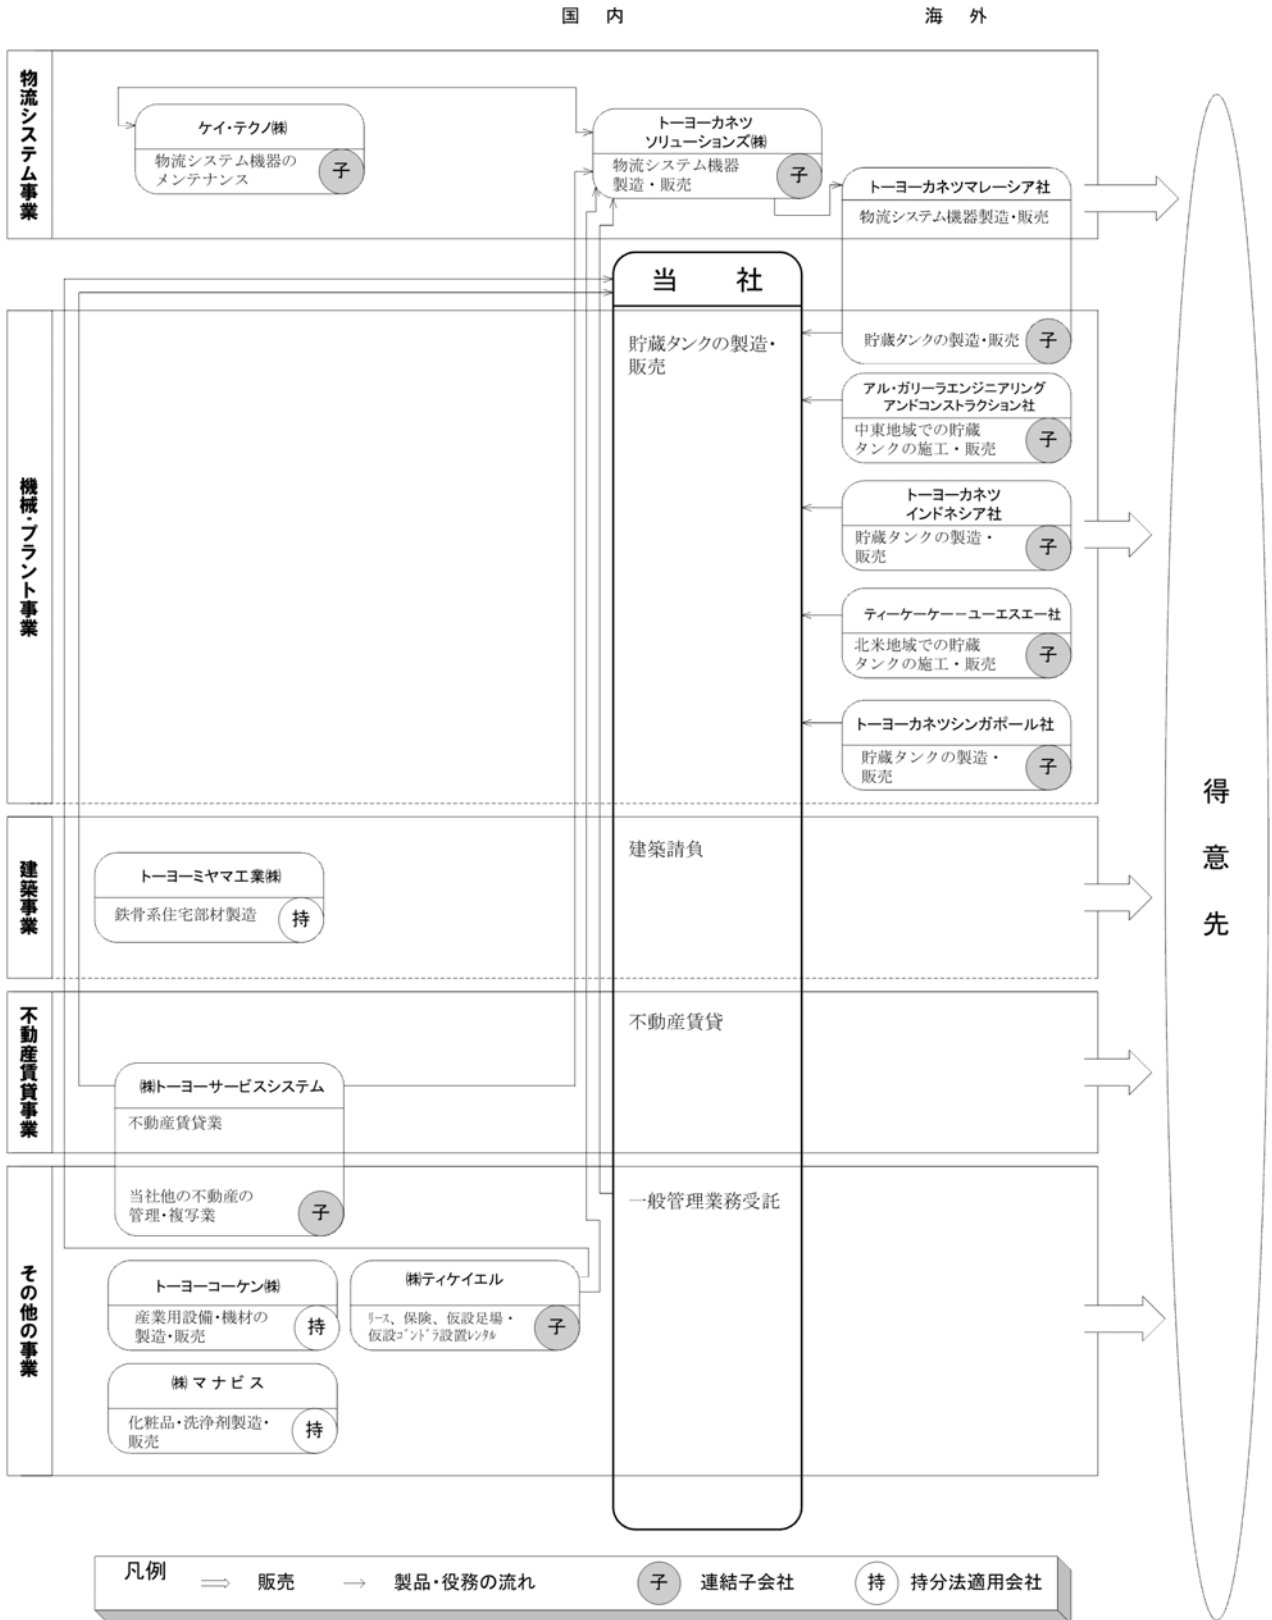 国　内
海　外
物流システム事業
ケイ・テクノ㈱
物流システム機器の
メンテナンス
子
トーヨーカネツ
ソリューションズ㈱
物流システム機器
製造・販売
子
トーヨーカネツマレーシア社
物流システム機器製造・販売
当　社
機械・プラント事業
貯蔵タンクの製造・
販売
貯蔵タンクの製造・販売
子
アル・ガリーラエンジニアリング
アンドコンストラクション社
中東地域での貯蔵
タンクの施工・販売
子
トーヨーカネツ
インドネシア社
貯蔵タンクの製造・
販売
子
ティーケーケーーユーエスエー社
北米地域での貯蔵
タンクの施工・販売
子
トーヨーカネツシンガポール社
貯蔵タンクの製造・
販売
子
得意先
建築事業
トーヨーミヤマ工業㈱
鉄骨系住宅部材製造
持
建築請負
不動産賃貸事業
不動産賃貸
㈱トーヨーサービスシステム
不動産賃貸業
その他の事業
当社他の不動産の
管理・複写業
子
一般管理業務受託
トーヨーコーケン㈱
産業用設備・機材の
製造・販売
持
㈱ティケイエル
ﾘｰｽ、保険、仮設足場・
仮設ｺﾞﾝﾄﾞﾗ設置ﾚﾝﾀﾙ
子
㈱マナビス
化粧品・洗浄剤製造・
販売
持
凡例　⇒　販売　→　製品・役務の流れ　子　連結子会社　持　持分法適用会社